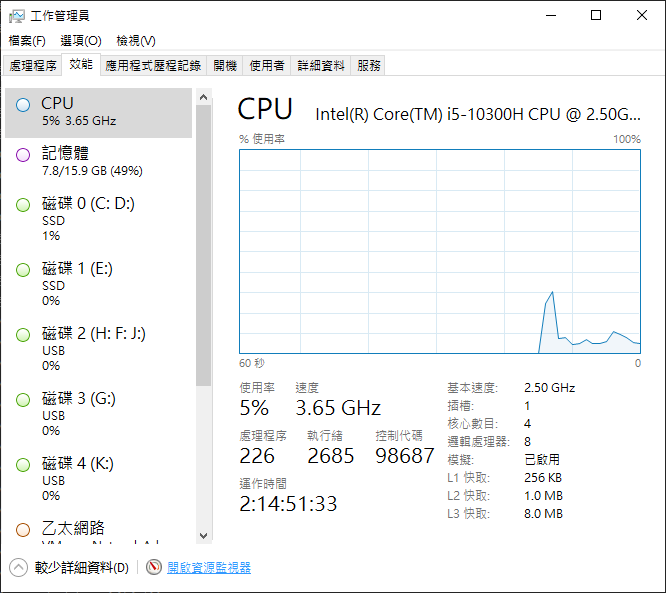 工作管理員
檔案(F) 選項(O) 檢視(V)
處理程序 效能 應用程式歷程記錄 開機 使用者 詳細資料 服務
CPU
5% 3.65 GHz
記憶體
7.8/15.9 GB (49%)
磁碟 0 (C: D:)
SSD
1%
磁碟 1 (E:)
SSD
0%
磁碟 2 (H: F: J:)
USB
0%
磁碟 3 (G:)
USB
0%
磁碟 4 (K:)
USB
0%
乙太網路
CPU Intel(R) Core(TM) i5-10300H CPU @ 2.50G...
% 使用率 100%
60 秒 0
使用率 速度
5% 3.65 GHz
處理程序 執行緒 控制代碼
226 2685 98687
運作時間
2:14:51:33
基本速度: 2.50 GHz
插槽: 1
核心數目: 4
邏輯處理器: 8
模擬: 已啟用
L1 快取: 256 KB
L2 快取: 1.0 MB
L3 快取: 8.0 MB
較少詳細資料(D) 開啟資源監視器